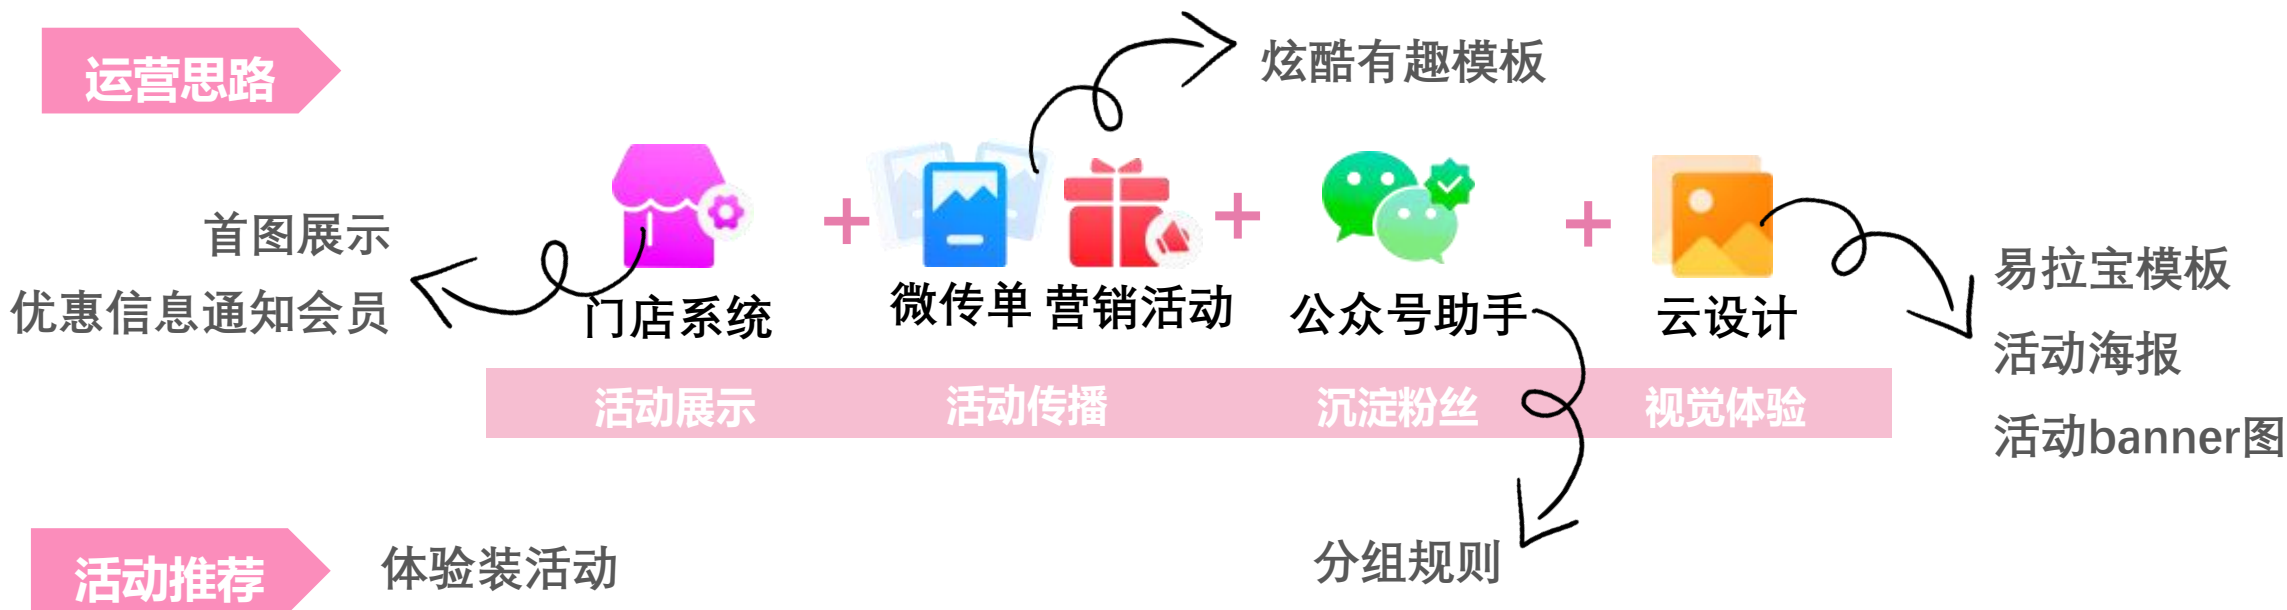 运营思路
炫酷有趣模板
首图展示
优惠信息通知会员
门店系统
微传单 营销活动
公众号助手
云设计
易拉宝模板
活动海报
活动banner图
活动展示
活动传播
沉淀粉丝
视觉体验
分组规则
活动推荐
体验装活动